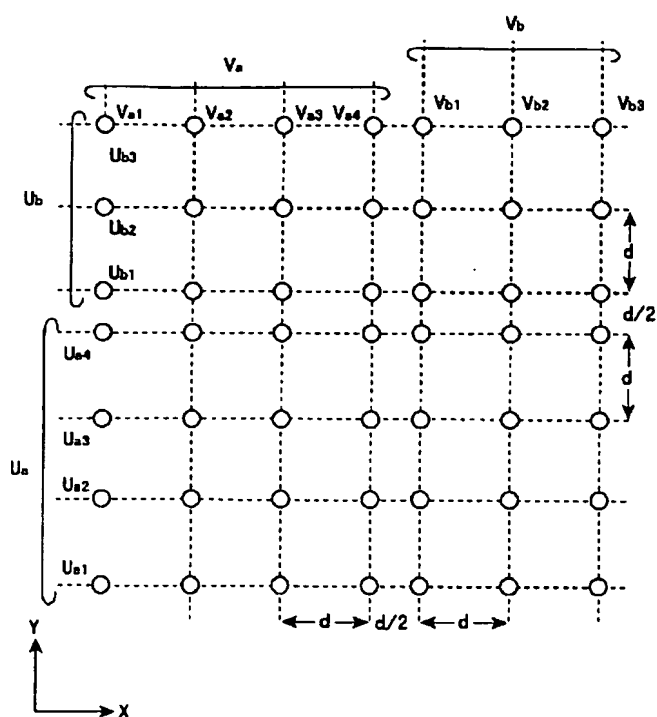 Va
Vb
Va1 Va2 Va3 Va4 Vb1 Vb2 Vb3
Ub3
Ub
Ub2
d
Ub1
d/2
Ua4
d
Ua3
Ua
Ua2
Ua1
d d/2 d
Y
X